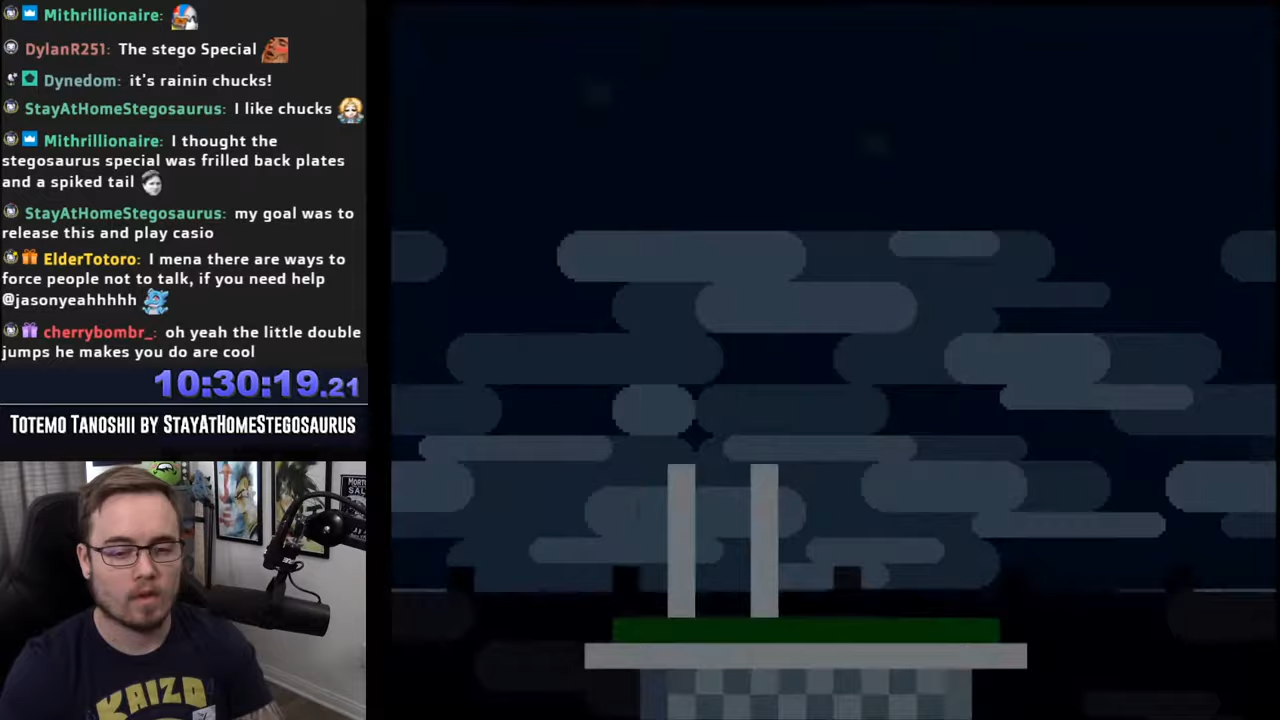 Mithrillionaire:
DylanR251: The stego Special
Dynedom: it's rainin chucks!
StayAtHomeStegosaurus: I like chucks
Mithrillionaire: I thought the
stegosaurus special was frilled back plates
and a spiked tail
StayAtHomeStegosaurus: my goal was to
release this and play casio
ElderTotoro: I mena there are ways to
force people not to talk, if you need help
@jasonyeahhhhh
cherrybombr_: oh yeah the little double
jumps he makes you do are cool
10:30:19.21
Totemo Tanoshii by StayAtHomeStegosaurus
KAIZO